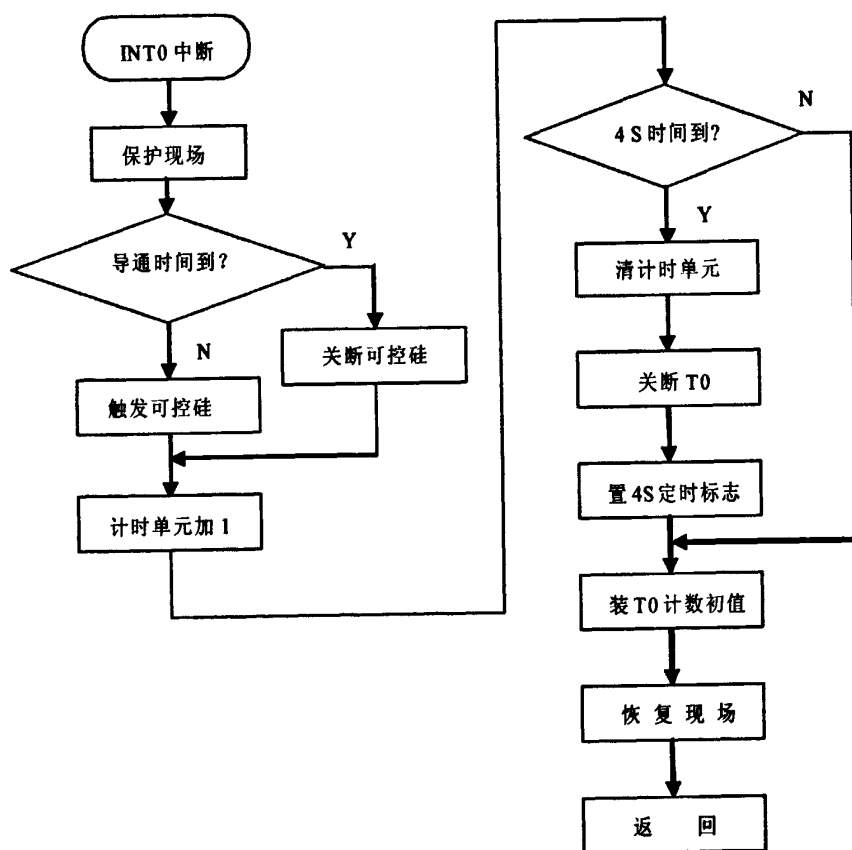 INT0 中断
保护现场
导通时间到?
Y
关断可控硅
N
触发可控硅
计时单元加 1
4 S 时间到?
N
Y
清计时单元
关断 T0
置 4S 定时标志
装 T0 计数初值
恢 复 现 场
返 回